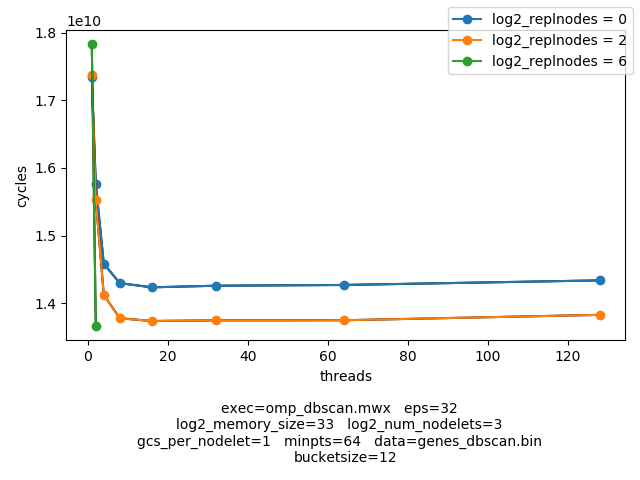 1e10
log2_replnodes = 0
log2_replnodes = 2
log2_replnodes = 6
1.8
1.7
1.6
1.5
1.4
cycles
0 20 40 60 80 100 120
threads
exec=omp_dbscan.mwx eps=32
log2_memory_size=33 log2_num_nodelets=3
gcs_per_nodelet=1 minpts=64 data=genes_dbscan.bin
bucketsize=12